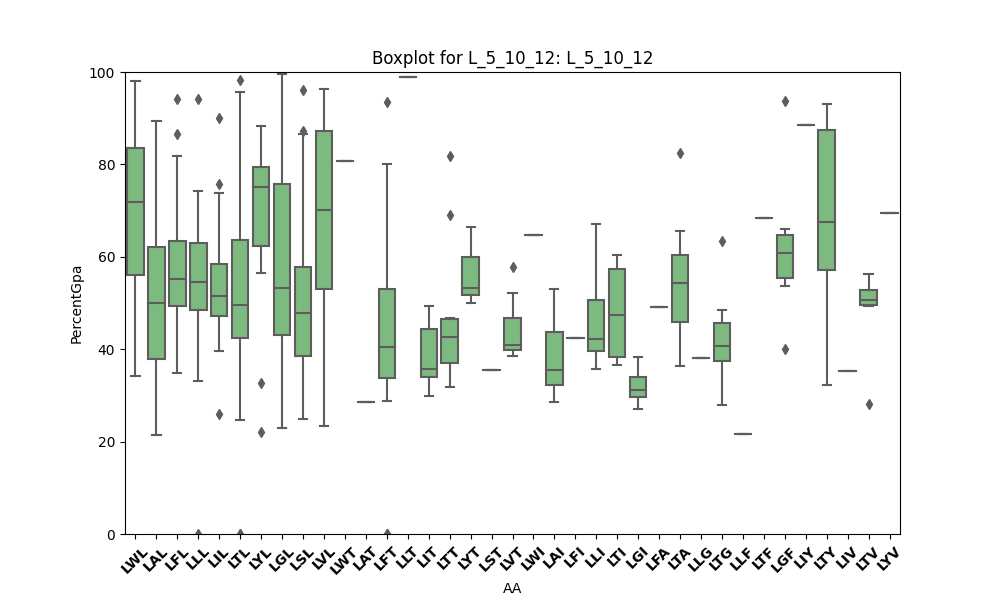 Boxplot for L_5_10_12: L_5_10_12
100
80
60
40
20
0
PercentGpa
LWL LAL LFL LLL LIL LTL LYL LGL LSL LVL LWT LAT LFT LLT LIT LTT LYT LST LVT LWI LAI LFI LLI LTI LGI LFA LTA LLG LTG LLF LTF LGF LIY LTY LIV LTV LYV
AA